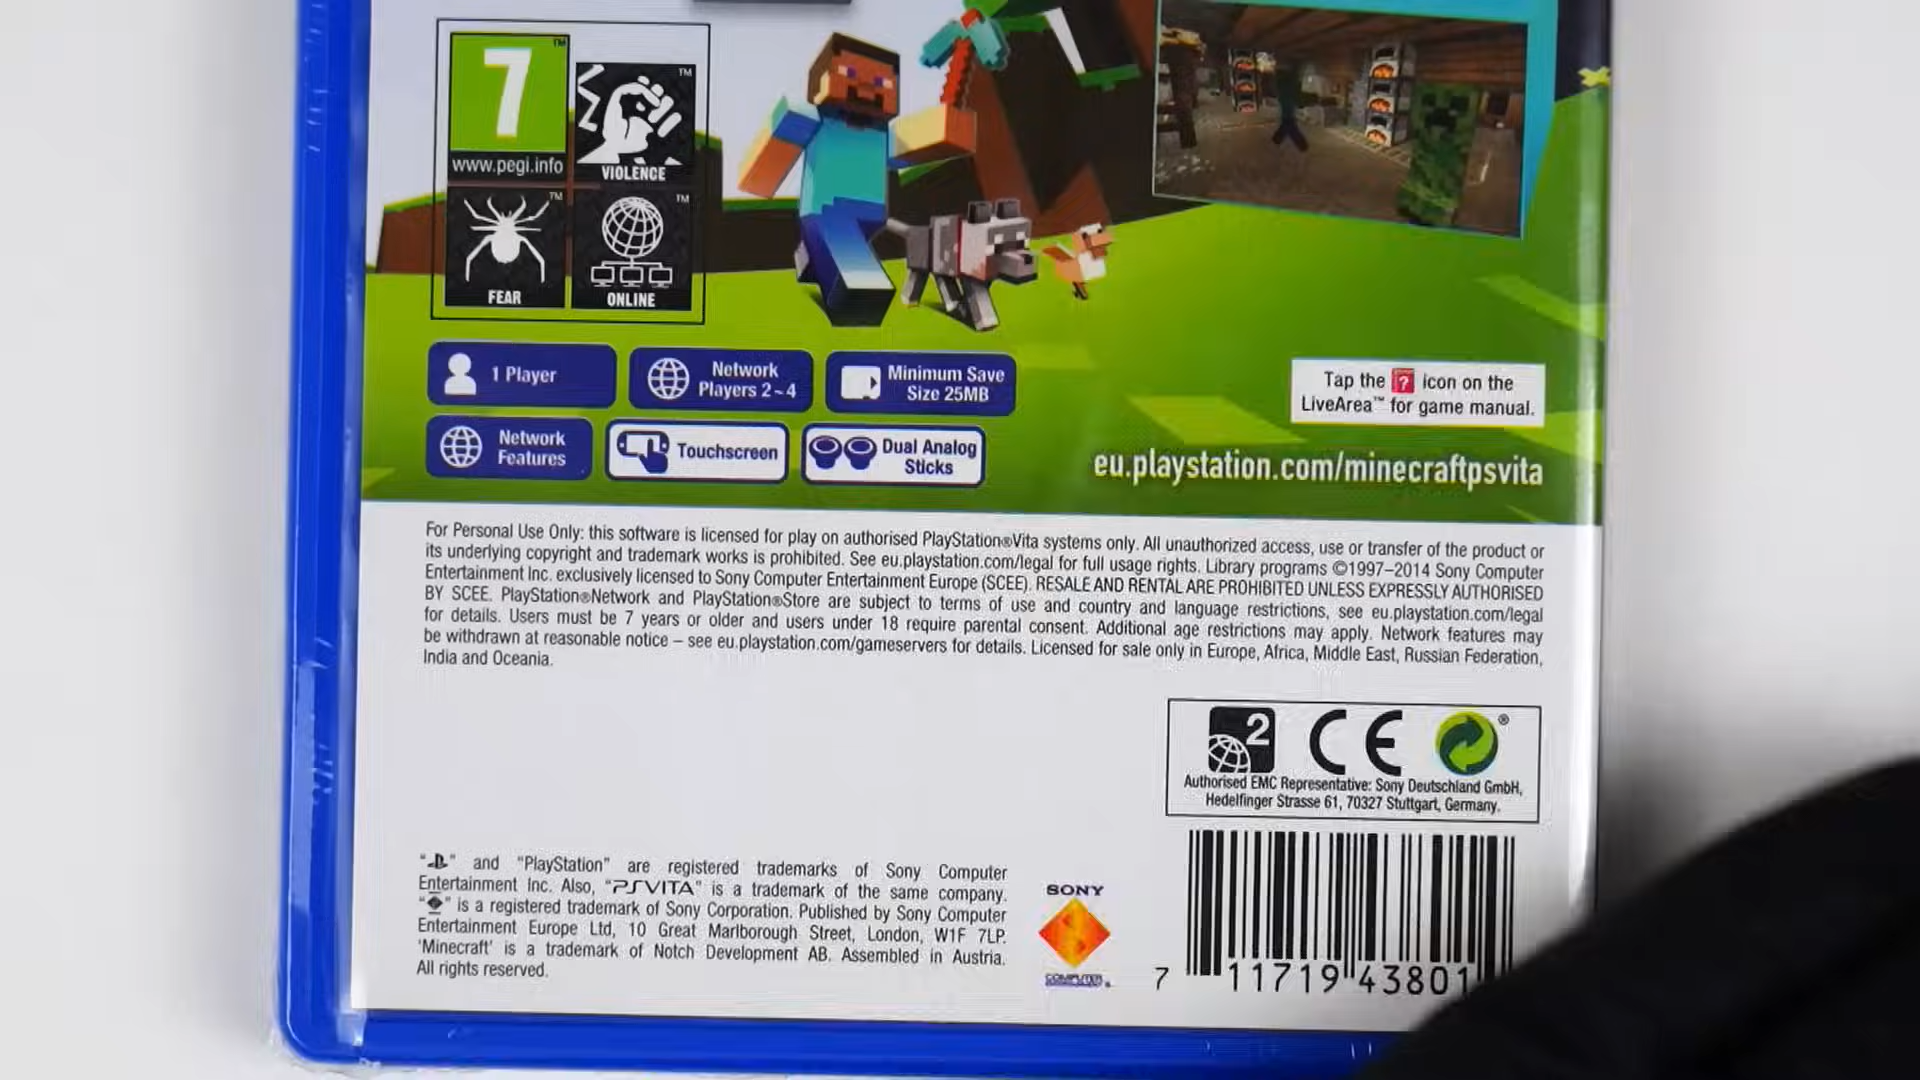 7™
www.pegi.info
™
VIOLENCE
™
FEAR
™
ONLINE
1 Player
Network
Players 2~4
Minimum Save
Size 25MB
Network
Features
Touchscreen
Dual Analog
Sticks
Tap the ? icon on the
LiveArea™ for game manual.
eu.playstation.com/minecraftpsvita
For Personal Use Only: this software is licensed for play on authorised PlayStation®Vita systems only. All unauthorized access, use or transfer of the product or
its underlying copyright and trademark works is prohibited. See eu.playstation.com/legal for full usage rights. Library programs ©1997–2014 Sony Computer
Entertainment Inc. exclusively licensed to Sony Computer Entertainment Europe (SCEE). RESALE AND RENTAL ARE PROHIBITED UNLESS EXPRESSLY AUTHORISED
BY SCEE. PlayStation®Network and PlayStation®Store are subject to terms of use and country and language restrictions, see eu.playstation.com/legal
for details. Users must be 7 years or older and users under 18 require parental consent. Additional age restrictions may apply. Network features may
be withdrawn at reasonable notice – see eu.playstation.com/gameservers for details. Licensed for sale only in Europe, Africa, Middle East, Russian Federation,
India and Oceania.
2 CE ®
Authorised EMC Representative: Sony Deutschland GmbH,
Hedelfinger Strasse 61, 70327 Stuttgart, Germany.
“ ” and “PlayStation” are registered trademarks of Sony Computer
Entertainment Inc. Also, “PSVITA” is a trademark of the same company.
“ ” is a registered trademark of Sony Corporation. Published by Sony Computer
Entertainment Europe Ltd, 10 Great Marlborough Street, London, W1F 7LP.
‘Minecraft’ is a trademark of Notch Development AB. Assembled in Austria.
All rights reserved.
SONY
COMPUTER
7 11719 43801